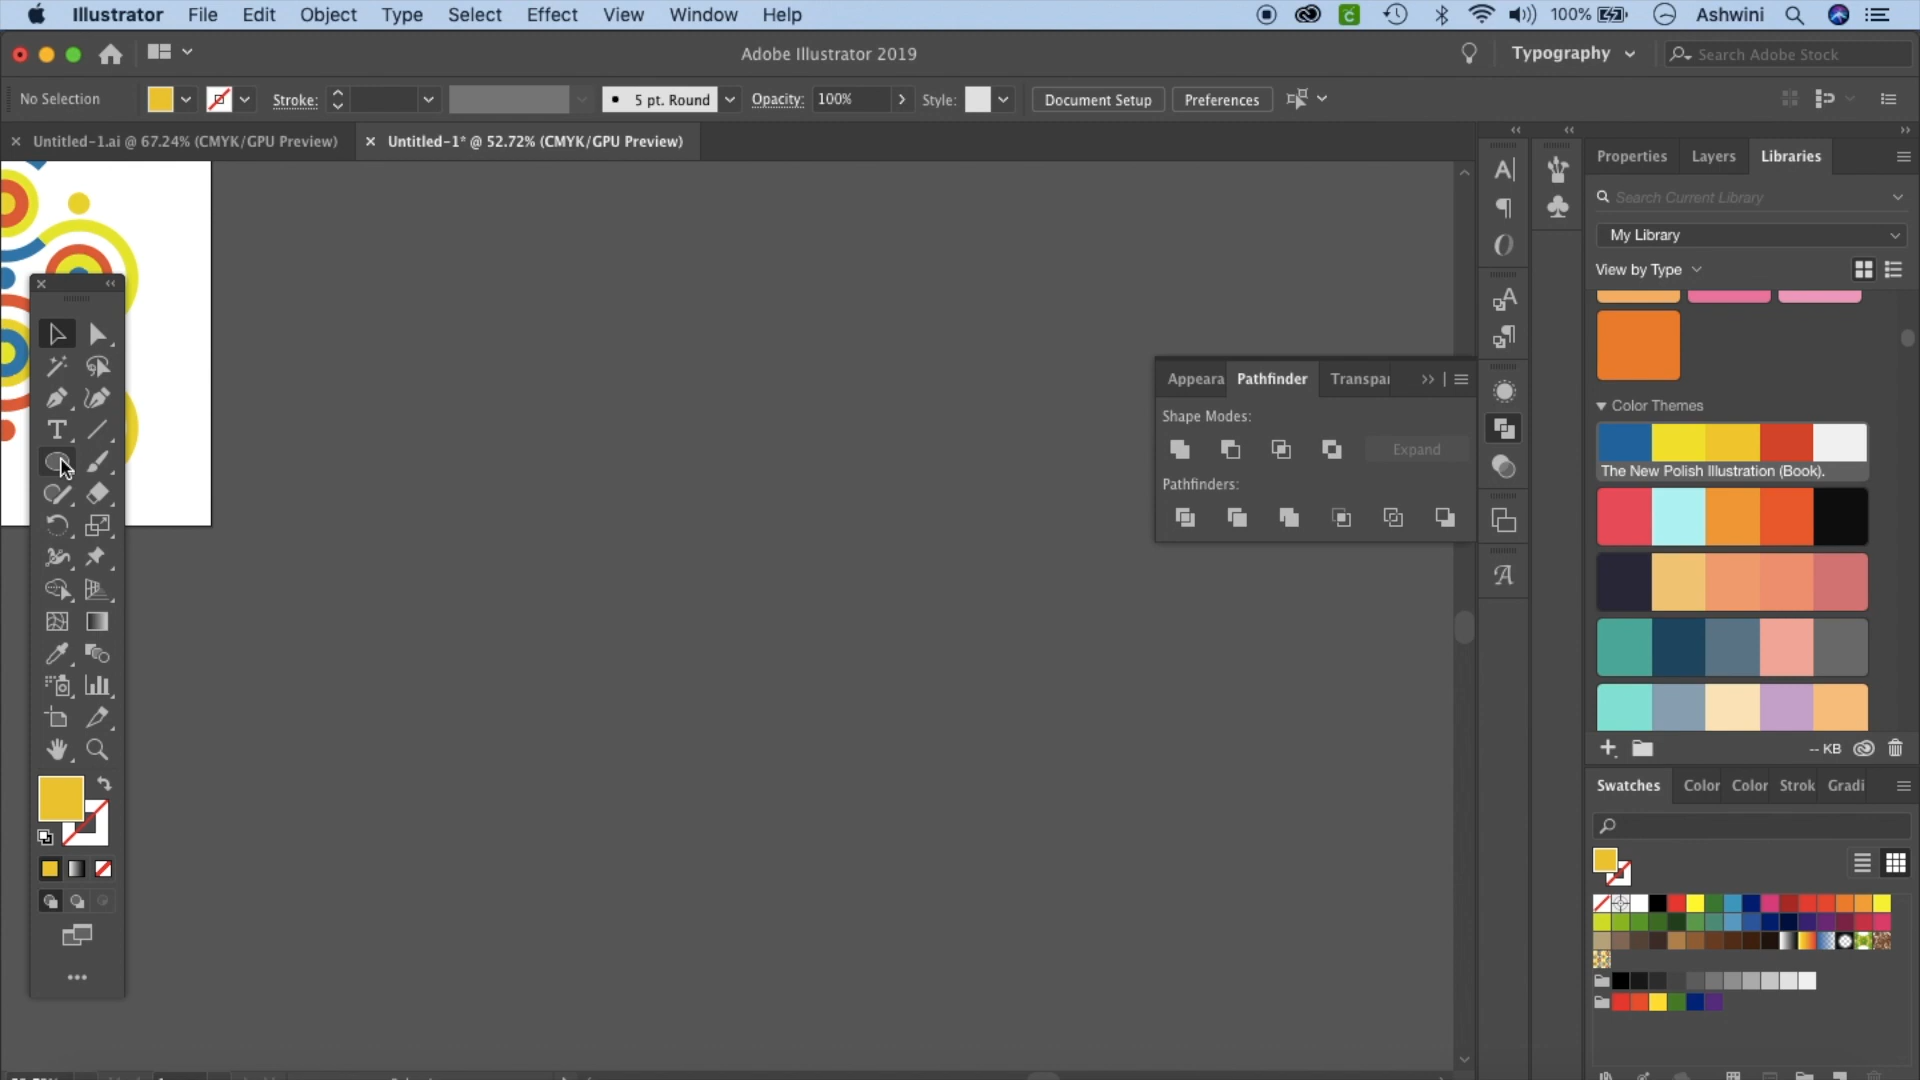 Illustrator File Edit Object Type Select Effect View Window Help 100% Ashwini
Adobe Illustrator 2019 Typography Search Adobe Stock
No Selection Stroke: 5 pt. Round Opacity: 100% Style: Document Setup Preferences
Untitled-1.ai @ 67.24% (CMYK/GPU Preview) Untitled-1* @ 52.72% (CMYK/GPU Preview)
Properties Layers Libraries
Search Current Library
My Library
View by Type
Appeara Pathfinder Transpar
Shape Modes:
Expand
Pathfinders:
Color Themes
The New Polish Illustration (Book).
-- KB
Swatches Color Color Strok Gradi